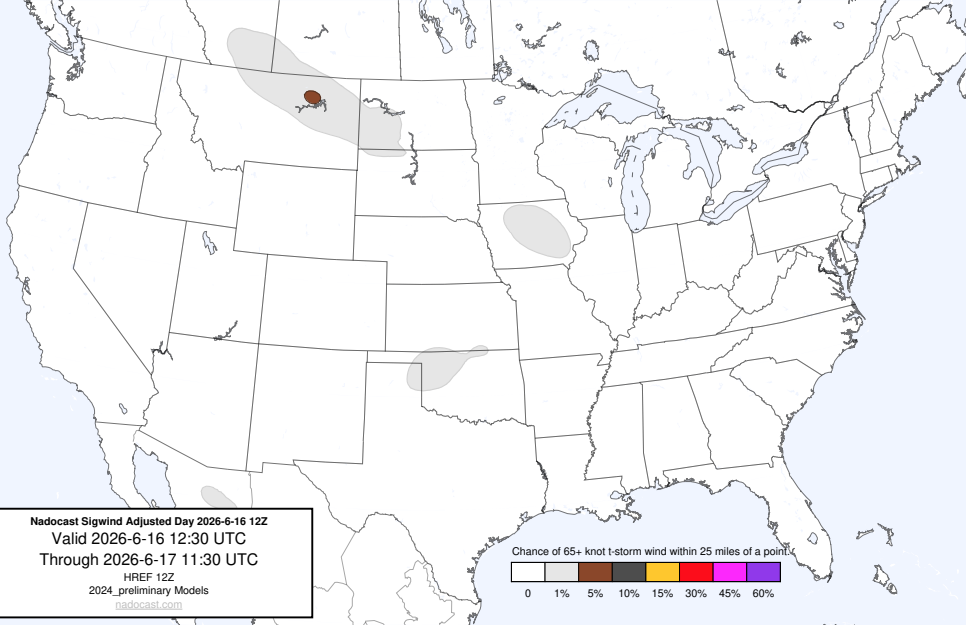 Nadocast Sigwind Adjusted Day 2026-6-16 12Z
Valid 2026-6-16 12:30 UTC
Through 2026-6-17 11:30 UTC
HREF 12Z
2024_preliminary Models
nadocast.com
Chance of 65+ knot t-storm wind within 25 miles of a point.
0 1% 5% 10% 15% 30% 45% 60%